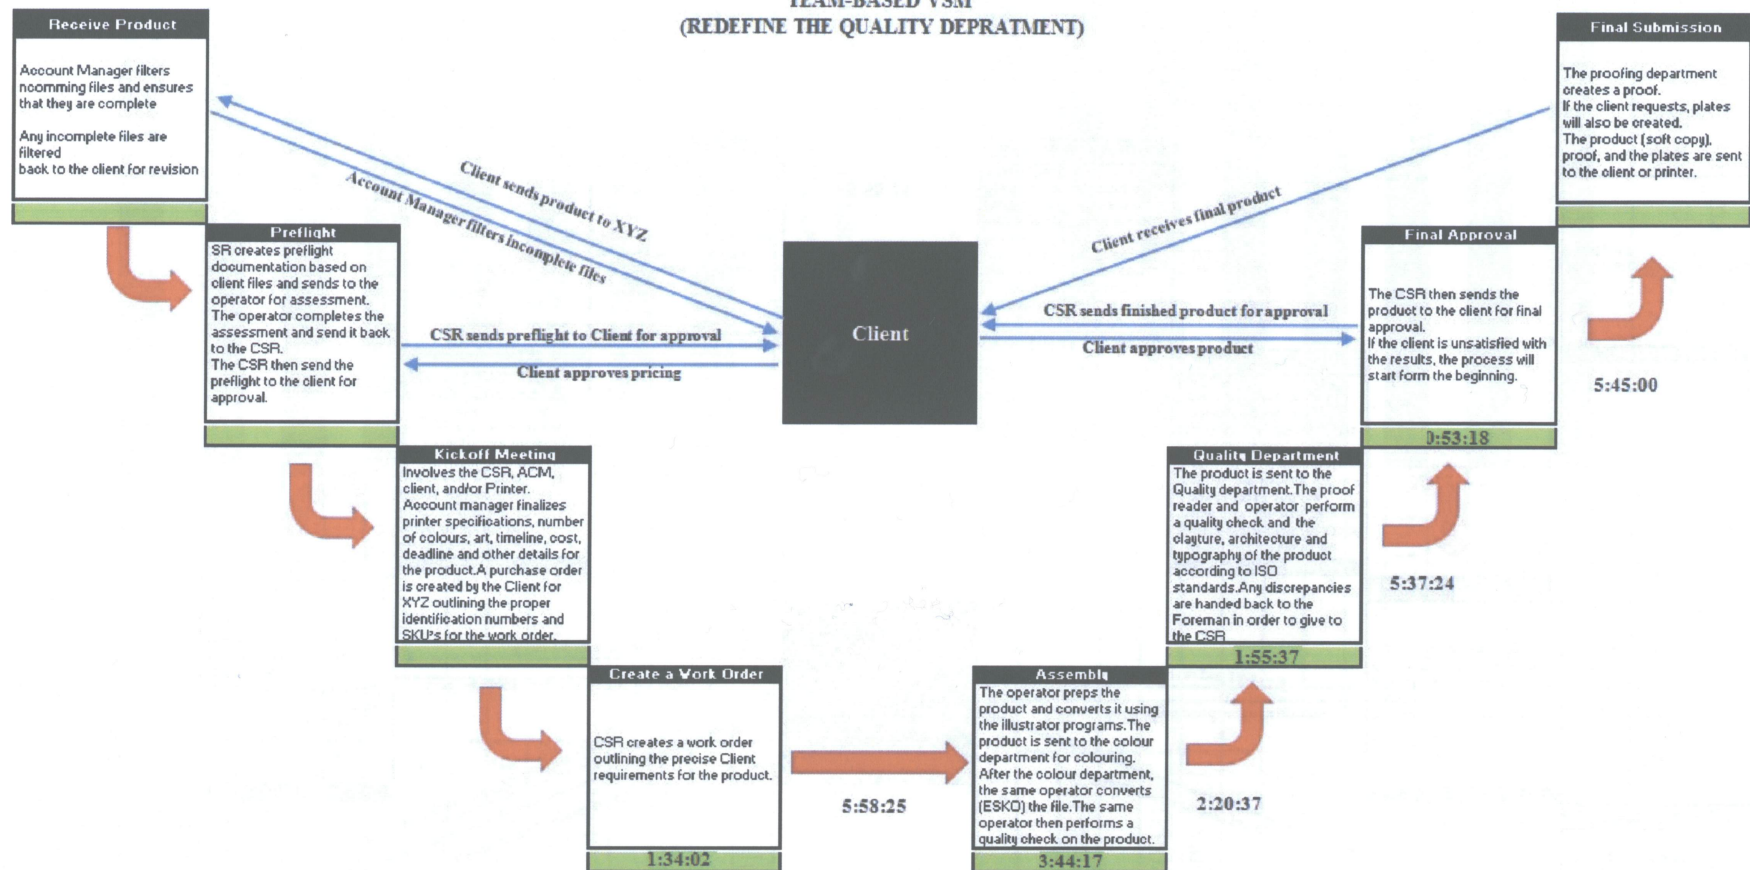 TEAM-BASED VSM
(REDEFINE THE QUALITY DEPRATMENT)
Receive Product
Account Manager filters
ncomming files and ensures
that they are complete
Any incomplete files are
filtered
back to the client for revision
Preflight
SR creates preflight
documentation based on
client files and sends to the
operator for assessment.
The operator completes the
assessment and send it back
to the CSR.
The CSR then send the
preflight to the client for
approval.
Kickoff Meeting
Involves the CSR, ACM,
client, and/or Printer.
Account manager finalizes
printer specifications, number
of colours, art, timeline, cost,
deadline and other details for
the product.A purchase order
is created by the Client for
XYZ outlining the proper
identification numbers and
SKU's for the work order.
Create a Work Order
CSR creates a work order
outlining the precise Client
requirements for the product.
1:34:02
5:58:25
Assembly
The operator preps the
product and converts it using
the illustrator programs.The
product is sent to the colour
department for colouring.
After the colour department,
the same operator converts
(ESKO) the file.The same
operator then performs a
quality check on the product.
3:44:17
2:20:37
Quality Department
The product is sent to the
Quality department.The proof
reader and operator perform
a quality check and the
clayture, architecture and
typography of the product
according to ISO
standards.Any discrepancies
are handed back to the
Foreman in order to give to
the CSR
1:55:37
5:37:24
Final Approval
The CSR then sends the
product to the client for final
approval.
If the client is unsatisfied with
the results, the process will
start form the beginning.
0:53:18
5:45:00
Final Submission
The proofing department
creates a proof.
If the client requests, plates
will also be created.
The product (soft copy),
proof, and the plates are sent
to the client or printer.
Client sends product to XYZ
Account Manager filters incomplete files
CSR sends preflight to Client for approval
Client approves pricing
Client
Client receives final product
CSR sends finished product for approval
Client approves product